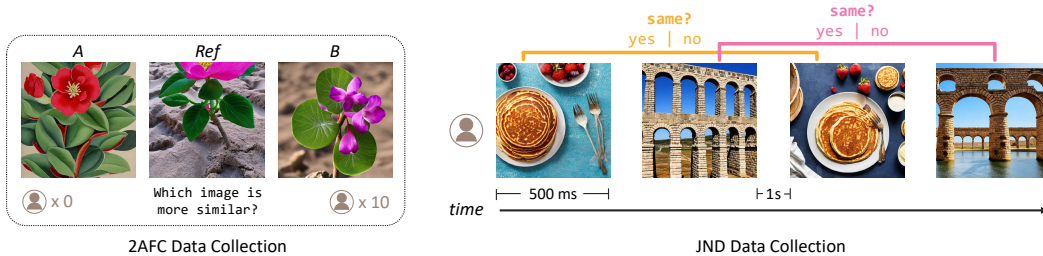 A
Ref
B
x 0
Which image is
more similar?
x 10
2AFC Data Collection
same?
yes | no
same?
yes | no
500 ms
1s
time
JND Data Collection